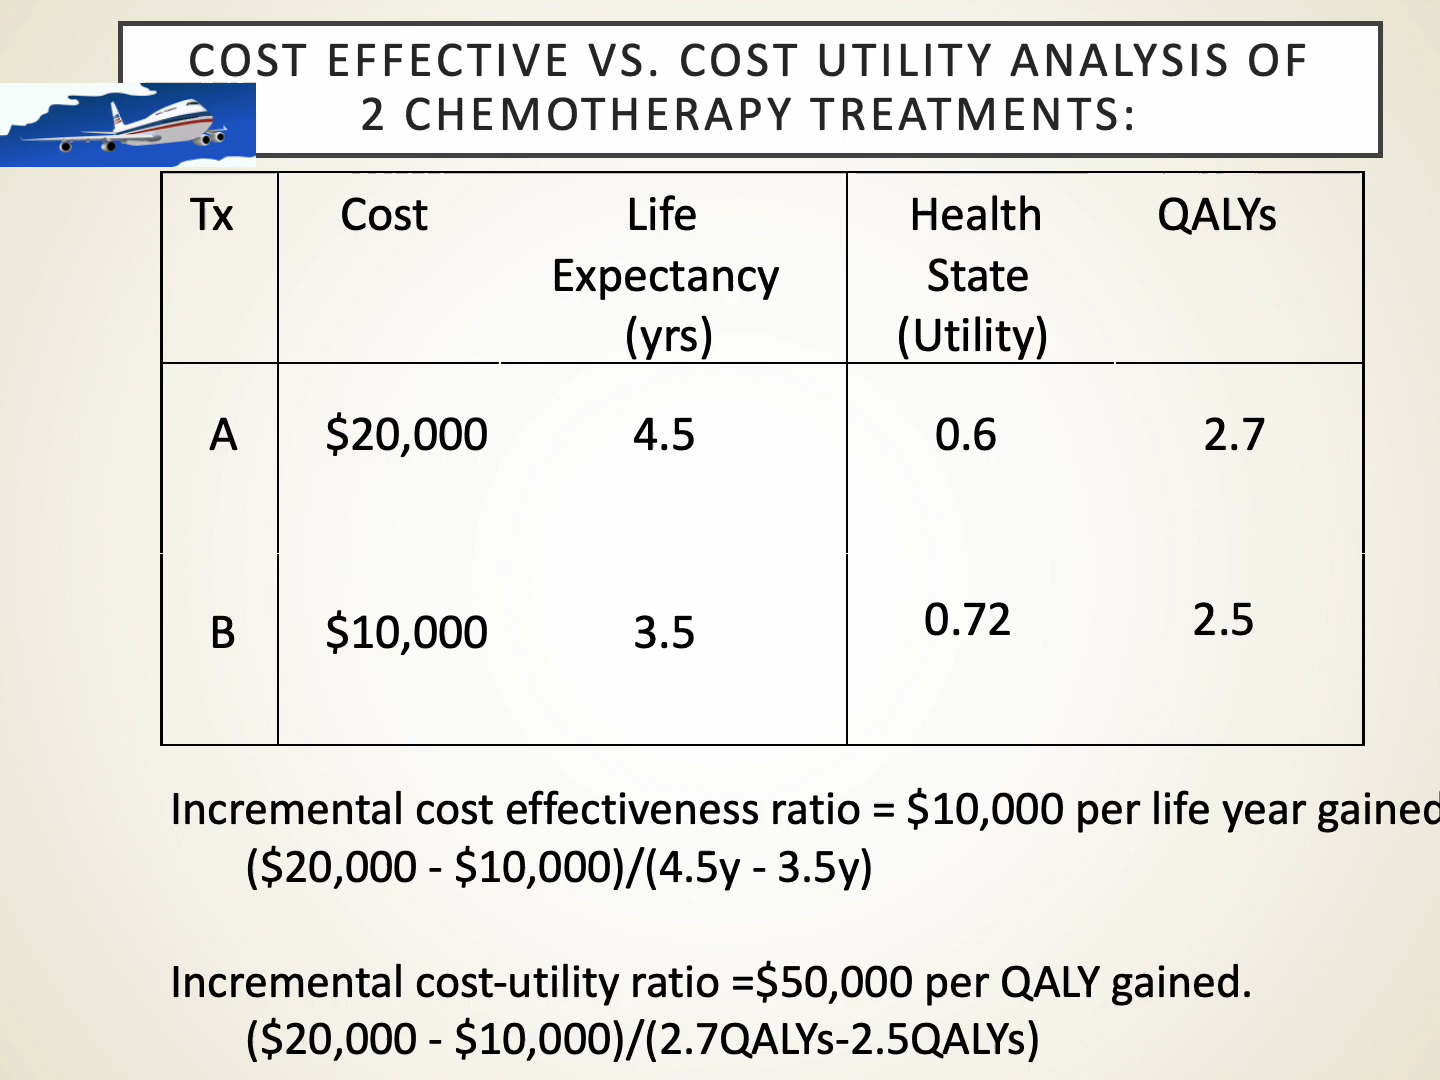 COST EFFECTIVE VS. COST UTILITY ANALYSIS OF
2 CHEMOTHERAPY TREATMENTS:
Tx Cost Life Expectancy (yrs) Health State (Utility) QALYs
A $20,000 4.5 0.6 2.7
B $10,000 3.5 0.72 2.5
Incremental cost effectiveness ratio = $10,000 per life year gained
($20,000 - $10,000)/(4.5y - 3.5y)
Incremental cost-utility ratio =$50,000 per QALY gained.
($20,000 - $10,000)/(2.7QALYs-2.5QALYs)